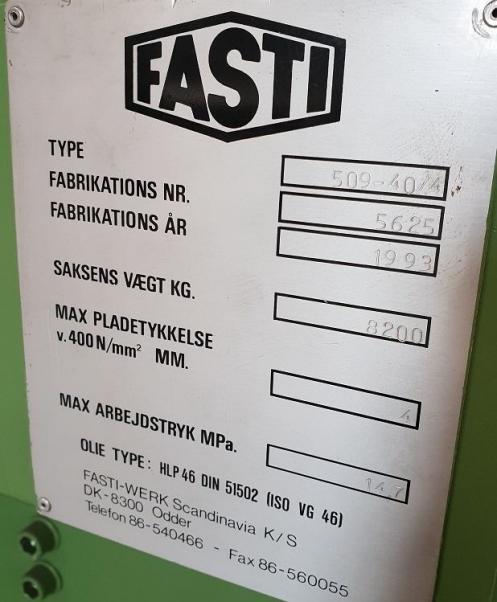 FASTI
TYPE 509-40/4
FABRIKATIONS NR. 5625
FABRIKATIONS ÅR 1993
SAKSENS VÆGT KG. 8200
MAX PLADETYKKELSE
v. 400 N/mm² MM. 4
MAX ARBEJDSTRYK MPa. 14,7
OLIE TYPE: HLP 46 DIN 51502 (ISO VG 46)
FASTI-WERK Scandinavia K/S
DK-8300 Odder
Telefon 86-540466 - Fax 86-560055